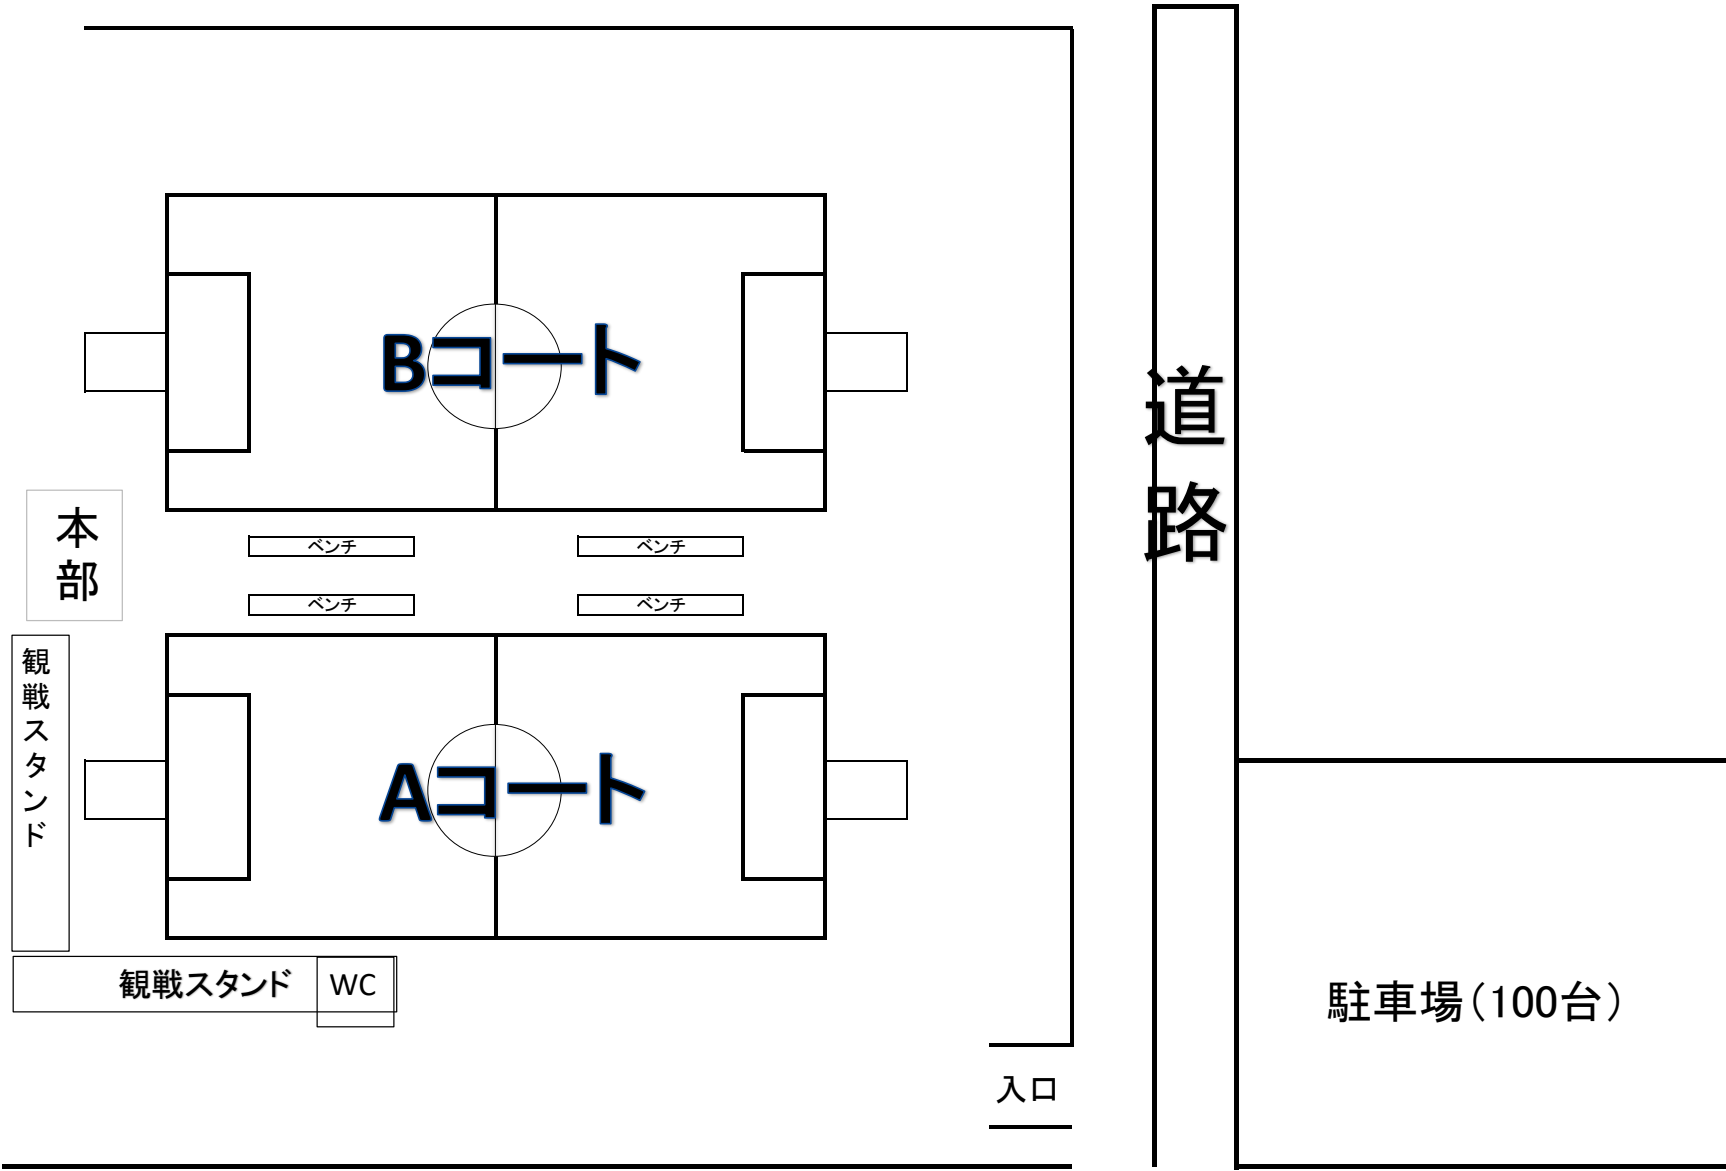 Bコート
道路
本部
ベンチ
ベンチ
ベンチ
ベンチ
観戦スタンド
Aコート
観戦スタンド
WC
駐車場（100台）
入口